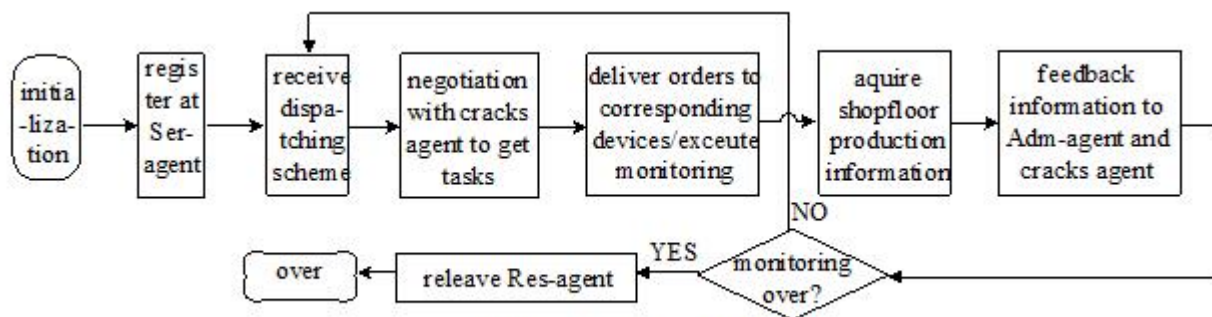 initia
-liza-
tion
regis
ter at
Ser-
agent
receive
dispa-
tching
scheme
negotiation
with cracks
agent to get
tasks
deliver orders to
corresponding
devices/exceute
monitoring
aquire
shopfloor
production
information
feedback
information to
Adm-agent and
cracks agent
NO
monitoring
over?
YES
releave Res-agent
over